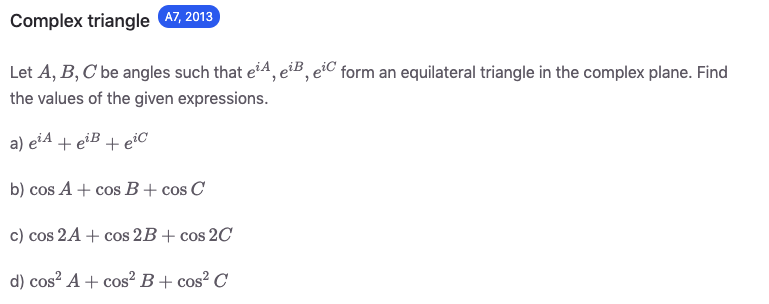 Complex triangle A7, 2013
Let $A, B, C$ be angles such that $e^{iA}, e^{iB}, e^{iC}$ form an equilateral triangle in the complex plane. Find
the values of the given expressions.
a) $e^{iA} + e^{iB} + e^{iC}$
b) $\cos A + \cos B + \cos C$
c) $\cos 2A + \cos 2B + \cos 2C$
d) $\cos^2 A + \cos^2 B + \cos^2 C$